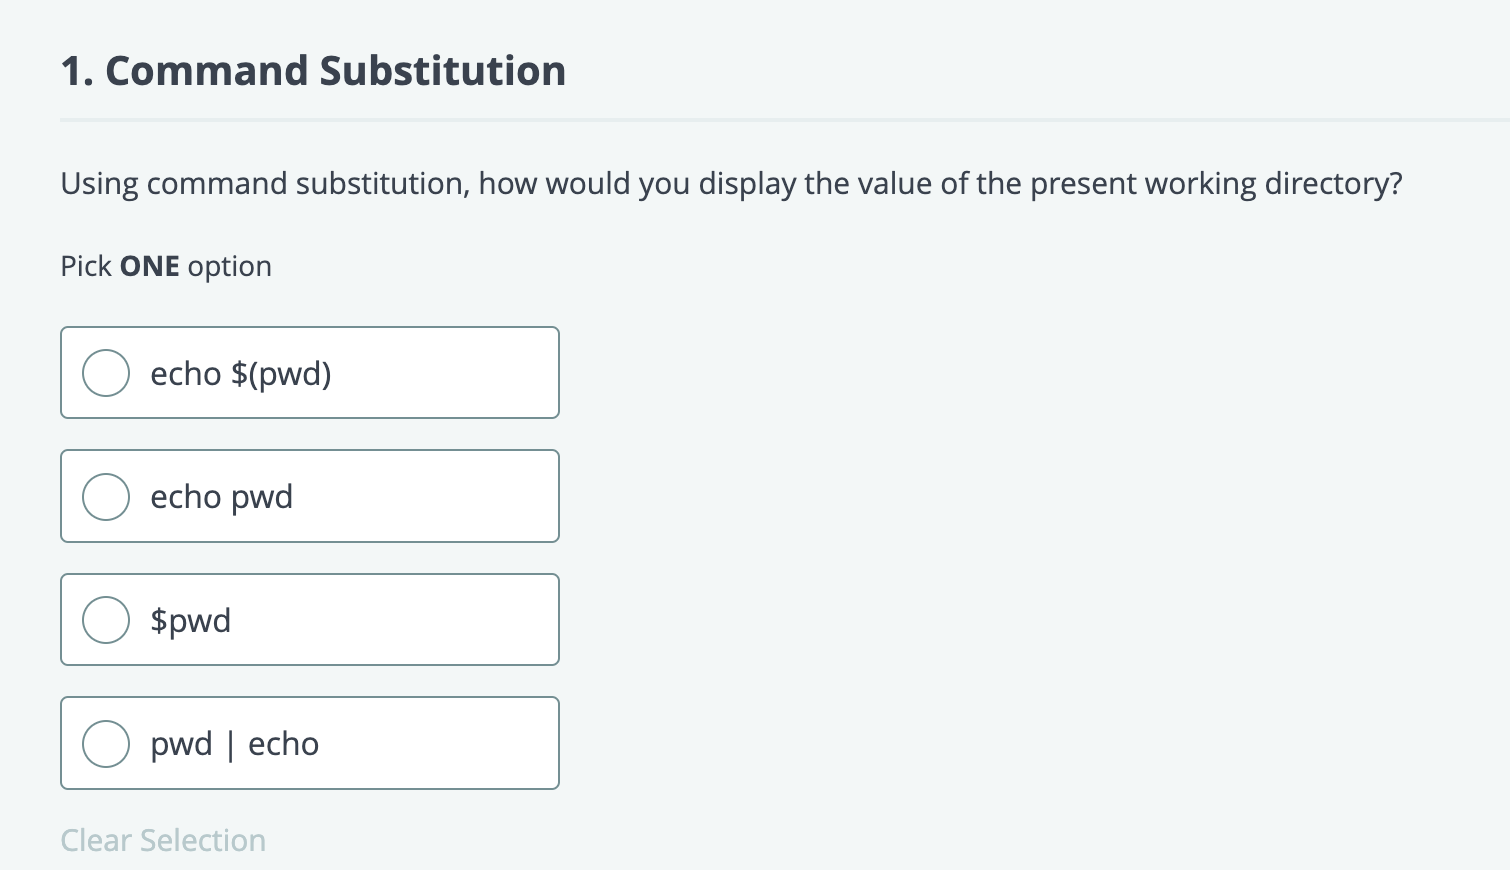 1. Command Substitution
Using command substitution, how would you display the value of the present working directory?
Pick ONE option
echo $(pwd)
echo pwd
$pwd
pwd | echo
Clear Selection